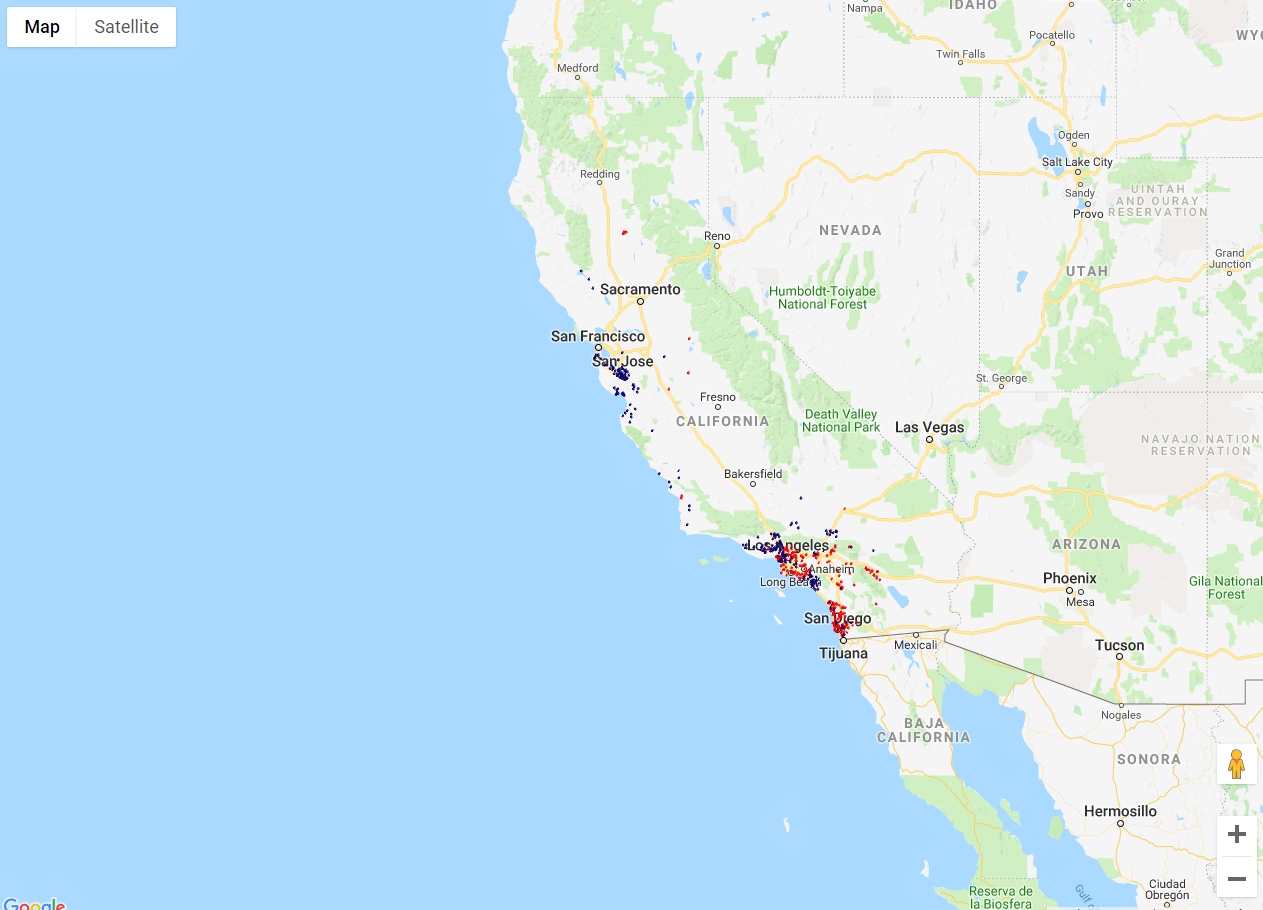 Map
Satellite
Nampa
IDAHO
Pocatello
WYO
Twin Falls
Medford
Ogden
Salt Lake City
Redding
Sandy
UINTAH
AND OURAY
RESERVATION
Provo
NEVADA
Reno
Grand
Junction
UTAH
Sacramento
Humboldt-Toiyabe
National Forest
San Francisco
San Jose
St. George
Fresno
CALIFORNIA
Death Valley
National Park
Las Vegas
NAVAJO NATION
RESERVATION
Bakersfield
Los Angeles
ARIZONA
Anaheim
Long Beach
Phoenix
Mesa
Gila National
Forest
San Diego
Tijuana
Mexicali
Tucson
Nogales
BAJA
CALIFORNIA
SONORA
Hermosillo
Ciudad
Obregón
Reserva de
la Biosfera
Gulf of
Google